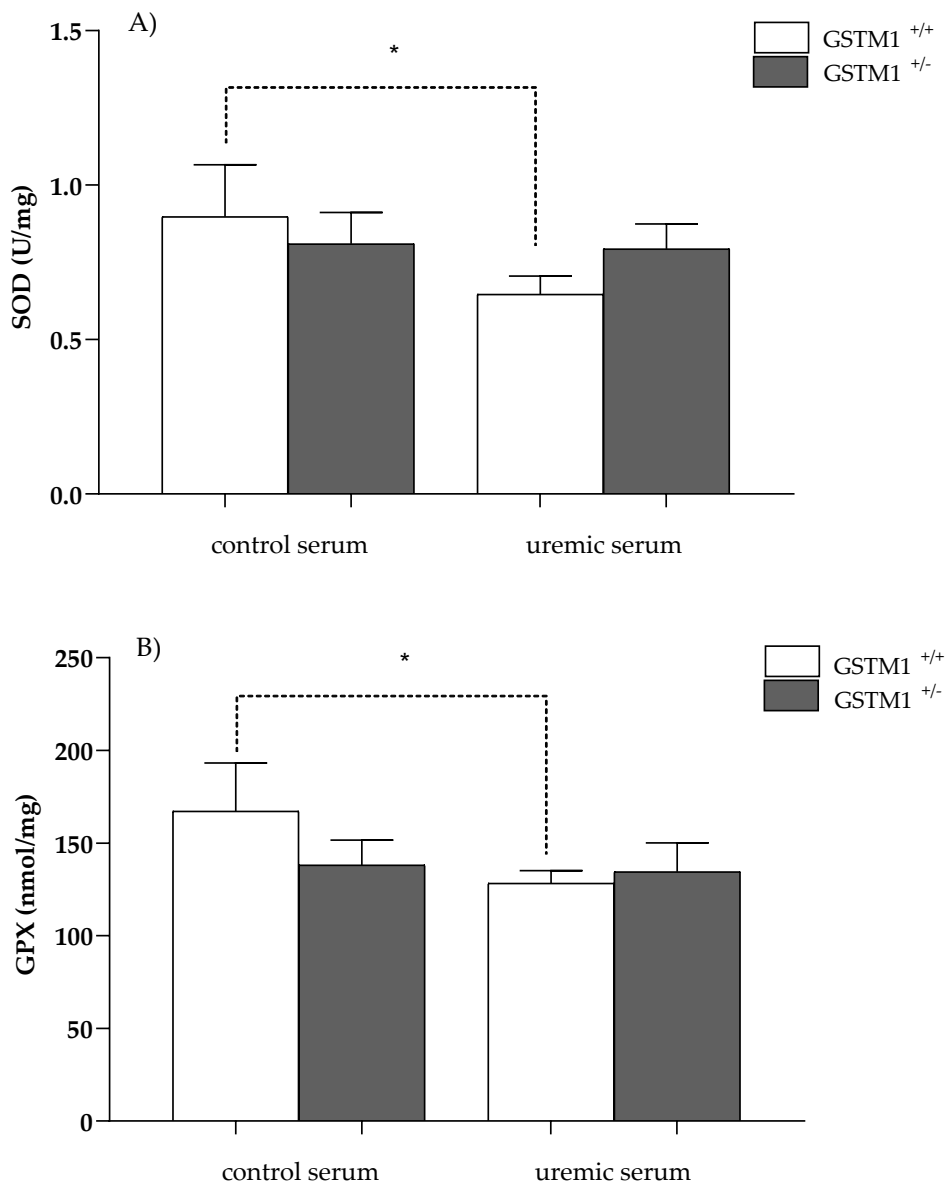 A)
1.5
*
GSTM1 +/+
GSTM1 +/-
1.0
SOD (U/mg)
0.5
0.0
control serum uremic serum
B)
250
*
GSTM1 +/+
GSTM1 +/-
200
150
GPX (nmol/mg)
100
50
0
control serum uremic serum